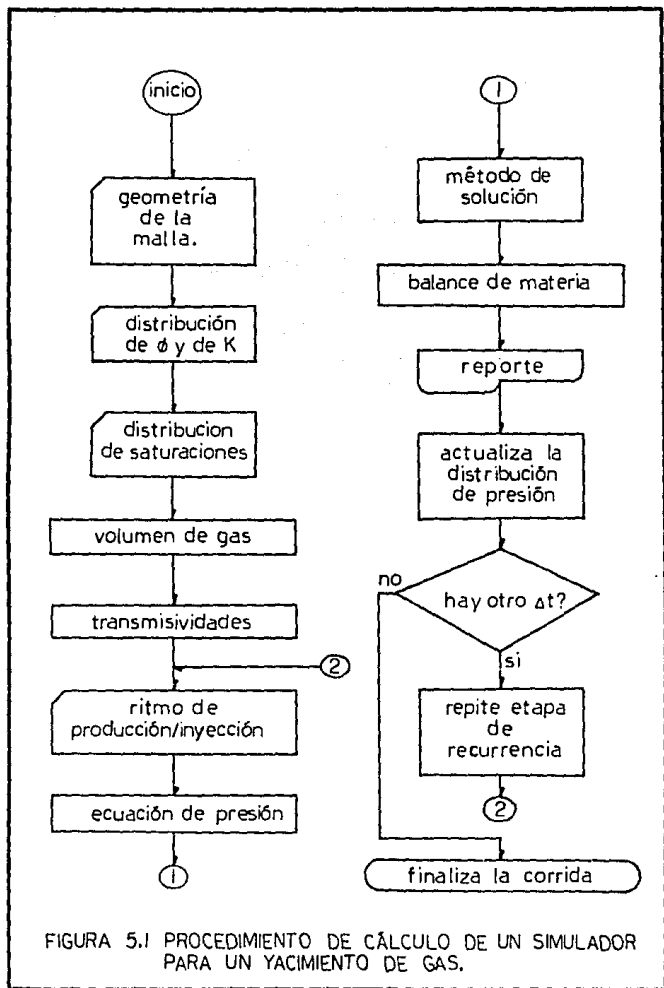 inicio
geometría
de la
malla.
distribución
de ϕ y de K
distribucion
de saturaciones
volumen de gas
transmisividades
2
ritmo de
producción/inyección
ecuación de presión
1
1
método de
solución
balance de materia
reporte
actualiza la
distribución
de presión
no
hay otro Δt?
si
repite etapa
de
recurrencia
2
finaliza la corrida
FIGURA 5.1 PROCEDIMIENTO DE CÁLCULO DE UN SIMULADOR
PARA UN YACIMIENTO DE GAS.